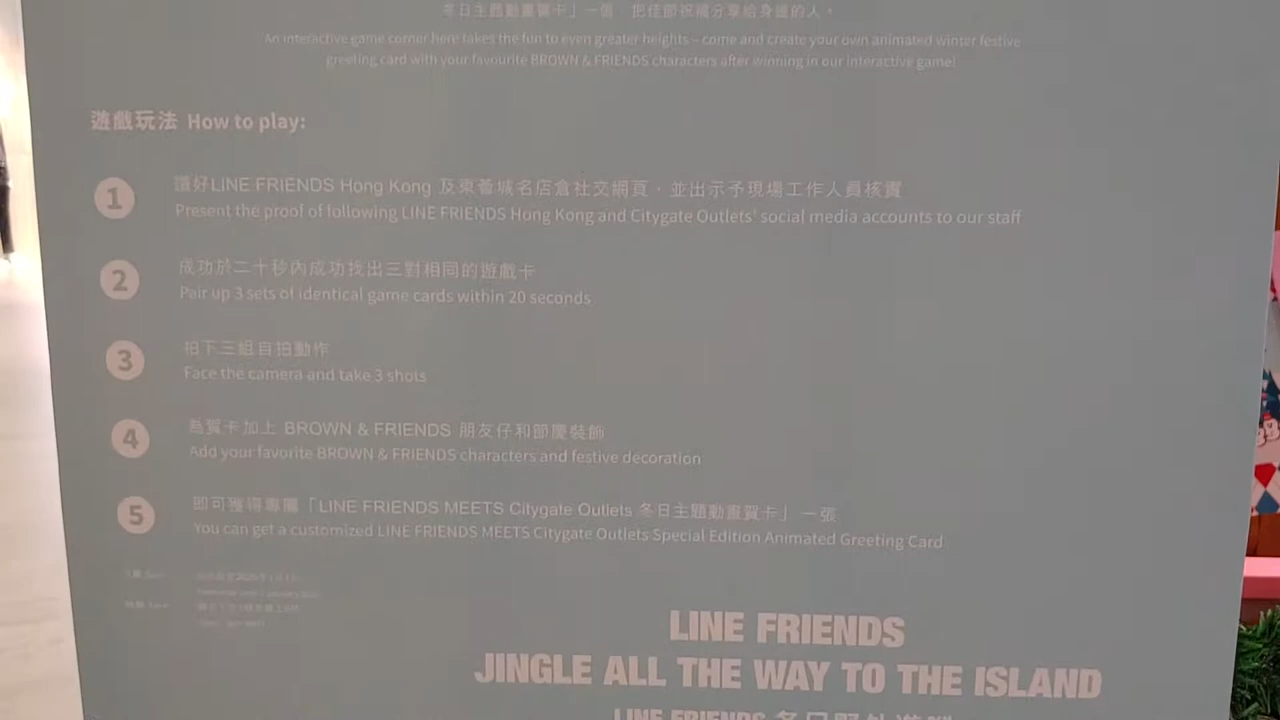 冬日主題動畫賀卡」一張,把佳節祝福分享給身邊的人。
An interactive game corner here takes the fun to even greater heights – come and create your own animated winter festive
greeting card with your favourite BROWN & FRIENDS characters after winning in our interactive game!
遊戲玩法 How to play:
1 讚好LINE FRIENDS Hong Kong 及東薈城名店倉社交網頁,並出示予現場工作人員核實
Present the proof of following LINE FRIENDS Hong Kong and Citygate Outlets' social media accounts to our staff
2 成功於二十秒內成功找出三對相同的遊戲卡
Pair up 3 sets of identical game cards within 20 seconds
3 拍下三組自拍動作
Face the camera and take 3 shots
4 為賀卡加上 BROWN & FRIENDS 朋友仔和節慶裝飾
Add your favorite BROWN & FRIENDS characters and festive decoration
5 即可獲得專屬「LINE FRIENDS MEETS Citygate Outlets 冬日主題動畫賀卡」 一張
You can get a customized LINE FRIENDS MEETS Citygate Outlets Special Edition Animated Greeting Card
LINE FRIENDS
JINGLE ALL THE WAY TO THE ISLAND
LINE FRIENDS